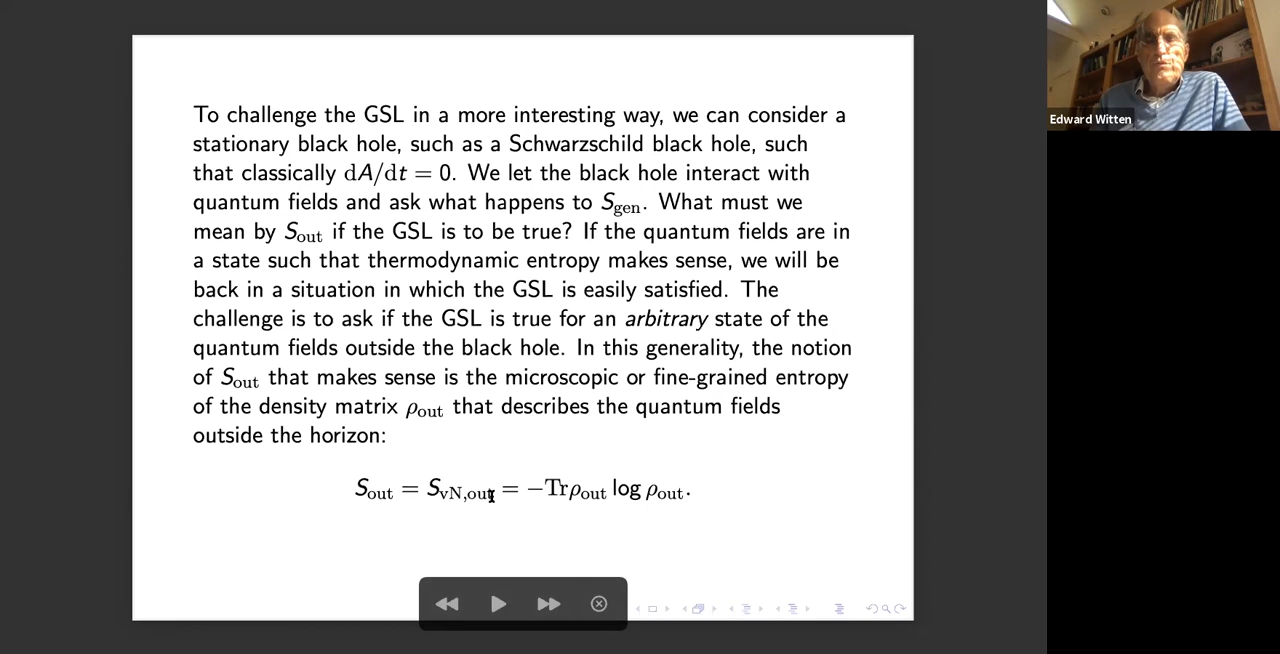 To challenge the GSL in a more interesting way, we can consider a
stationary black hole, such as a Schwarzschild black hole, such
that classically dA/dt = 0. We let the black hole interact with
quantum fields and ask what happens to S_gen. What must we
mean by S_out if the GSL is to be true? If the quantum fields are in
a state such that thermodynamic entropy makes sense, we will be
back in a situation in which the GSL is easily satisfied. The
challenge is to ask if the GSL is true for an arbitrary state of the
quantum fields outside the black hole. In this generality, the notion
of S_out that makes sense is the microscopic or fine-grained entropy
of the density matrix ρ_out that describes the quantum fields
outside the horizon:
S_out = S_vN,out = −Trρ_out log ρ_out.
Edward Witten